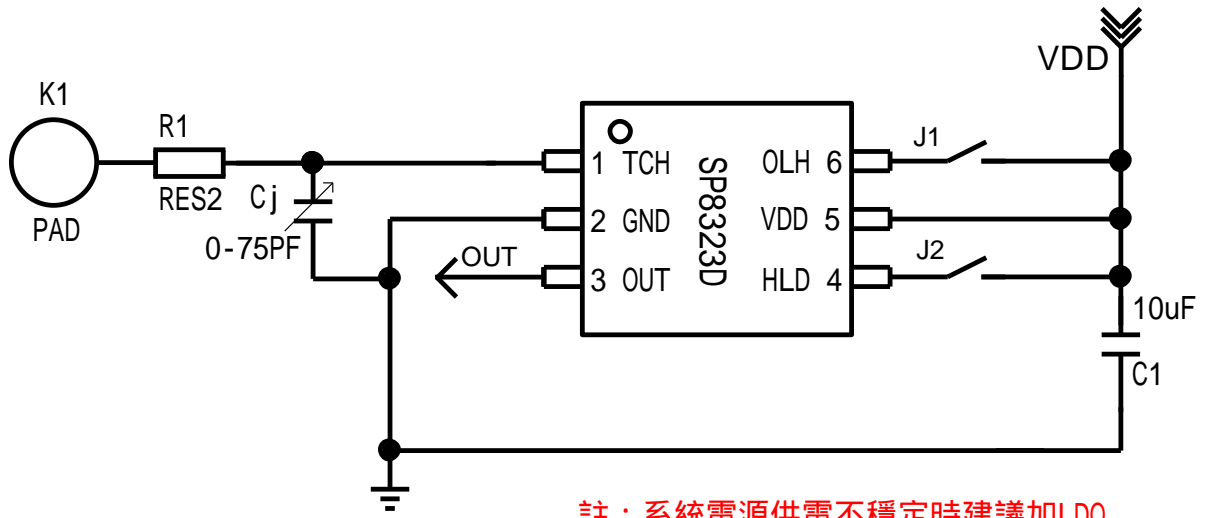 VDD
K1
R1
J1
1 TCH
OLH 6
RES2
Cj
SP8323D
PAD
2 GND
VDD 5
0-75PF
OUT
J2
3 OUT
HLD 4
10uF
C1
註：系統電源供電不穩定時建議加LDO